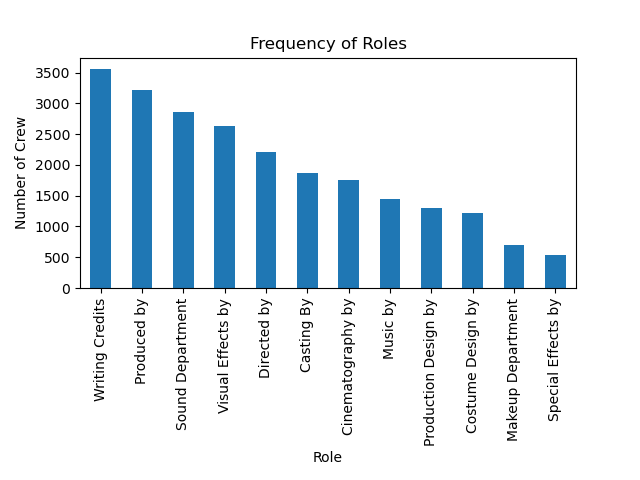 Frequency of Roles
Number of Crew
3500
3000
2500
2000
1500
1000
500
0
Writing Credits
Produced by
Sound Department
Visual Effects by
Directed by
Casting By
Cinematography by
Music by
Production Design by
Costume Design by
Makeup Department
Special Effects by
Role